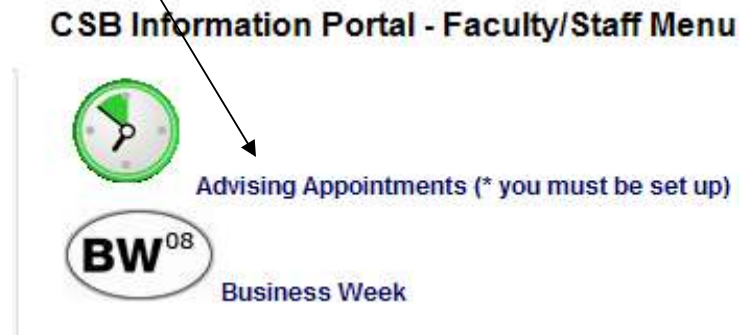 CSB Information Portal - Faculty/Staff Menu
Advising Appointments (* you must be set up)
BW08
Business Week